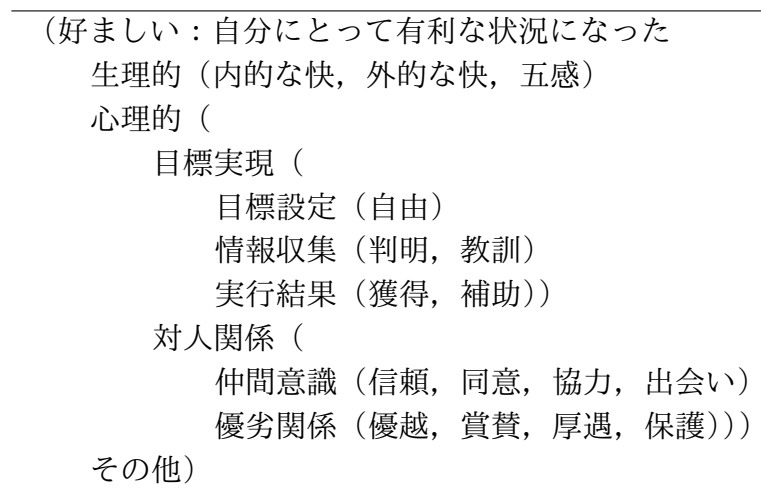 （好ましい：自分にとって有利な状況になった
生理的（内的な快，外的な快，五感）
心理的（
目標実現（
目標設定（自由）
情報収集（判明，教訓）
実行結果（獲得，補助））
対人関係（
仲間意識（信頼，同意，協力，出会い）
優劣関係（優越，賞賛，厚遇，保護）））
その他）